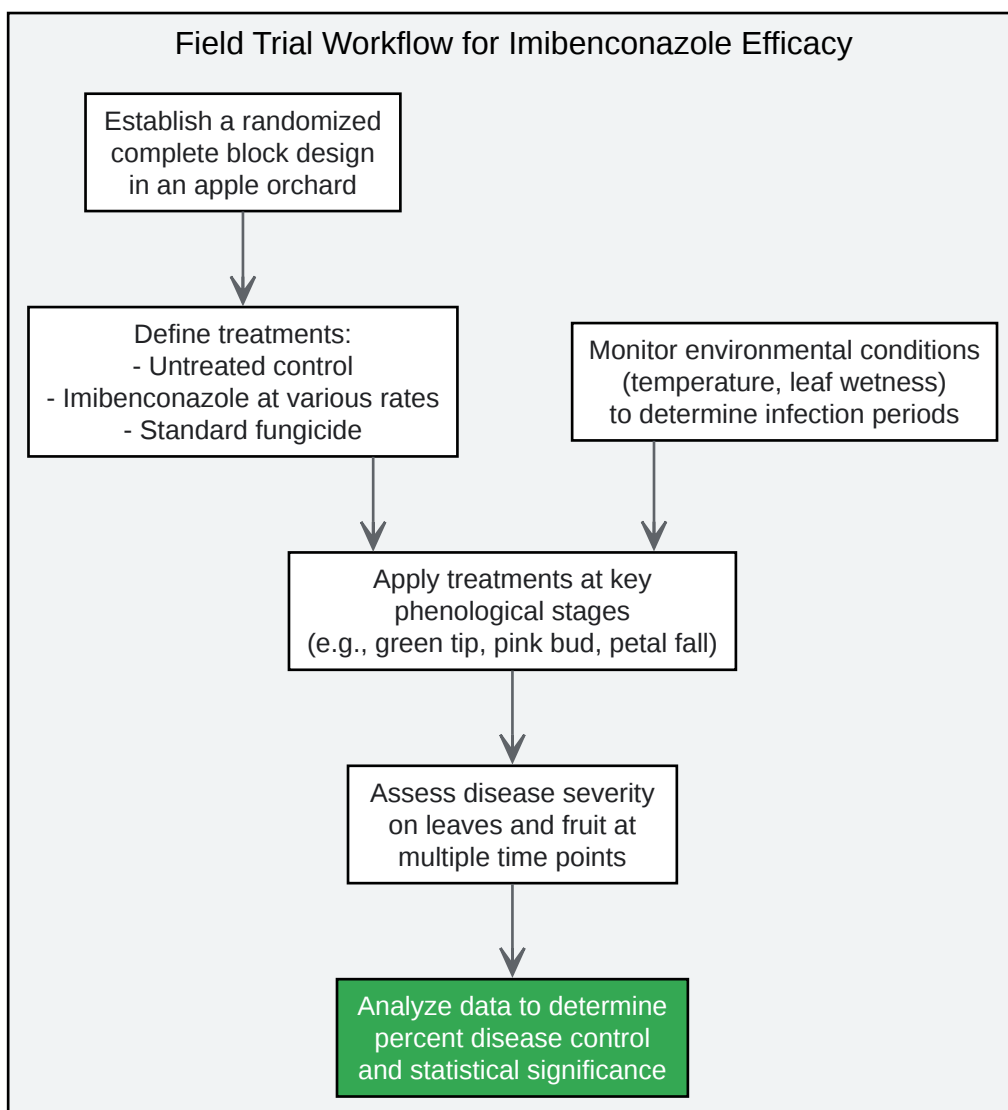 Field Trial Workflow for Imibenconazole Efficacy
Establish a randomized
complete block design
in an apple orchard
Define treatments:
- Untreated control
- Imibenconazole at various rates
- Standard fungicide
Monitor environmental conditions
(temperature, leaf wetness)
to determine infection periods
Apply treatments at key
phenological stages
(e.g., green tip, pink bud, petal fall)
Assess disease severity
on leaves and fruit at
multiple time points
Analyze data to determine
percent disease control
and statistical significance